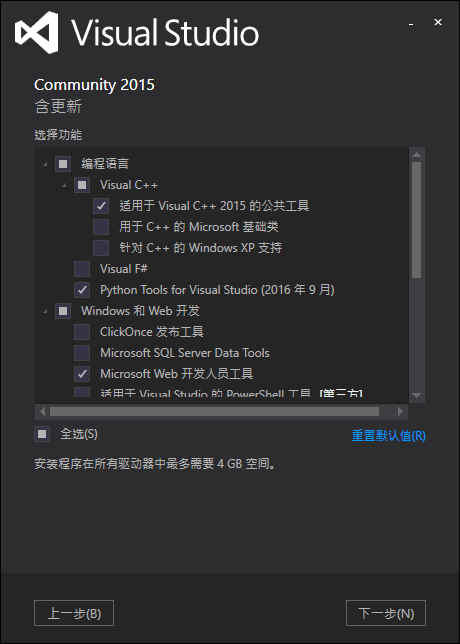 Visual Studio
Community 2015
含更新
选择功能
编程语言
Visual C++
适用于 Visual C++ 2015 的公共工具
用于 C++ 的 Microsoft 基础类
针对 C++ 的 Windows XP 支持
Visual F#
Python Tools for Visual Studio (2016 年 9 月)
Windows 和 Web 开发
ClickOnce 发布工具
Microsoft SQL Server Data Tools
Microsoft Web 开发人员工具
适用于 Visual Studio 的 PowerShell 工具 [第三方]
全选(S)
重置默认值(R)
安装程序在所有驱动器中最多需要 4 GB 空间。
上一步(B)
下一步(N)